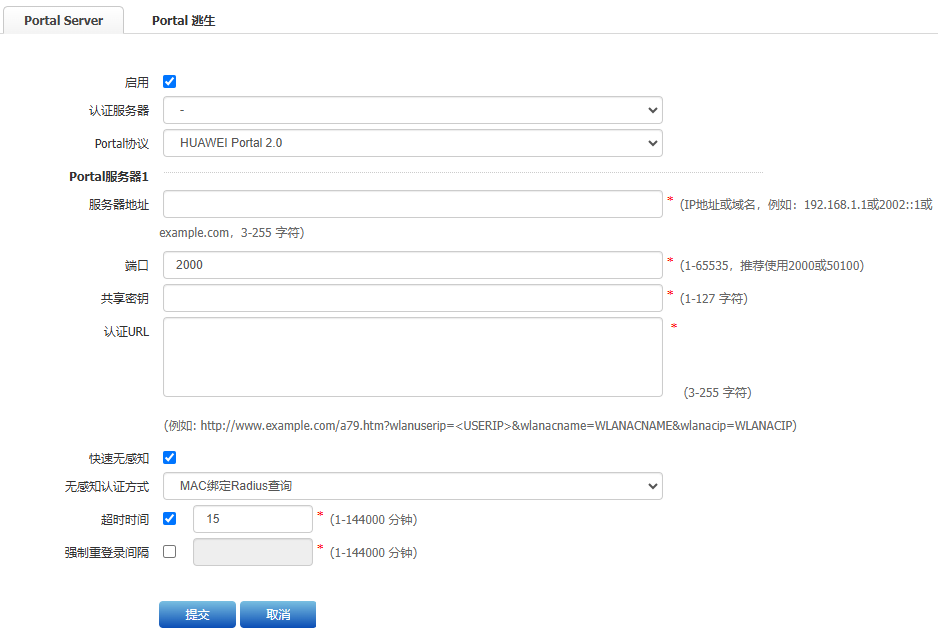 Portal Server Portal 逃生
启用
认证服务器 -
Portal协议 HUAWEI Portal 2.0
Portal服务器1
服务器地址 * (IP地址或域名，例如：192.168.1.1或2002::1或
example.com，3-255 字符)
端口 2000 * (1-65535，推荐使用2000或50100)
共享密钥 * (1-127 字符)
认证URL *
(3-255 字符)
(例如: http://www.example.com/a79.htm?wlanuserip=<USERIP>&wlanacname=WLANACNAME&wlanacip=WLANACIP)
快速无感知
无感知认证方式 MAC绑定Radius查询
超时时间 15 * (1-144000 分钟)
强制重登录间隔 * (1-144000 分钟)
提交 取消